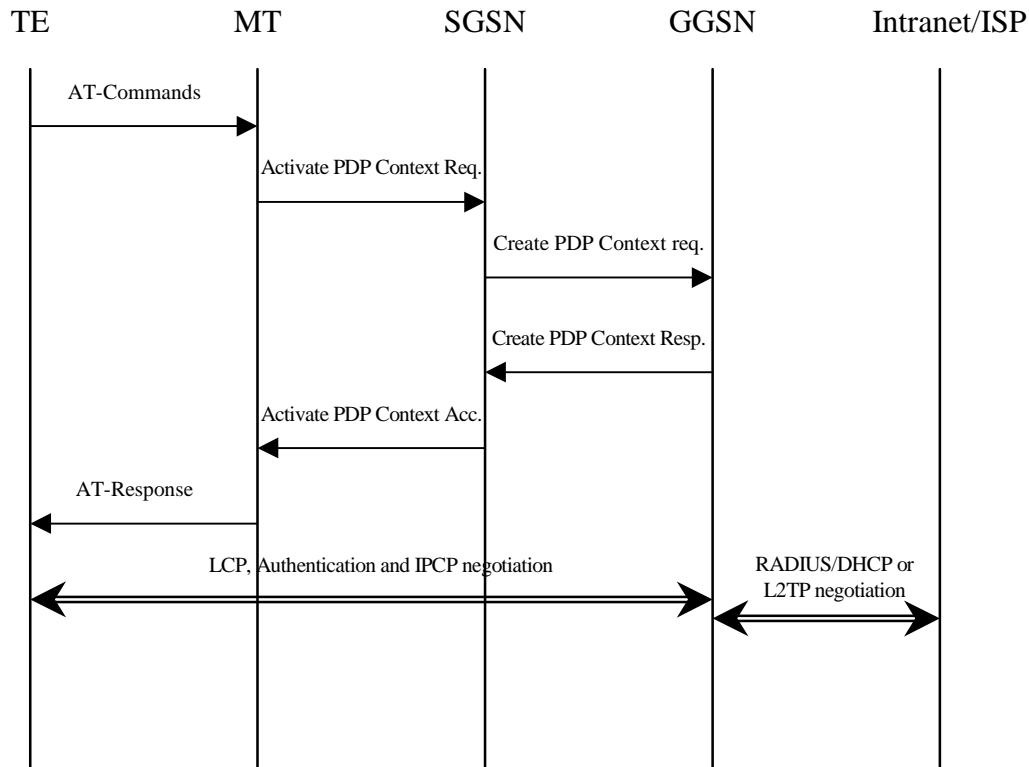 TE MT SGSN GGSN Intranet/ISP
AT-Commands
Activate PDP Context Req.
Create PDP Context req.
Create PDP Context Resp.
Activate PDP Context Acc.
AT-Response
LCP, Authentication and IPCP negotiation
RADIUS/DHCP or
L2TP negotiation